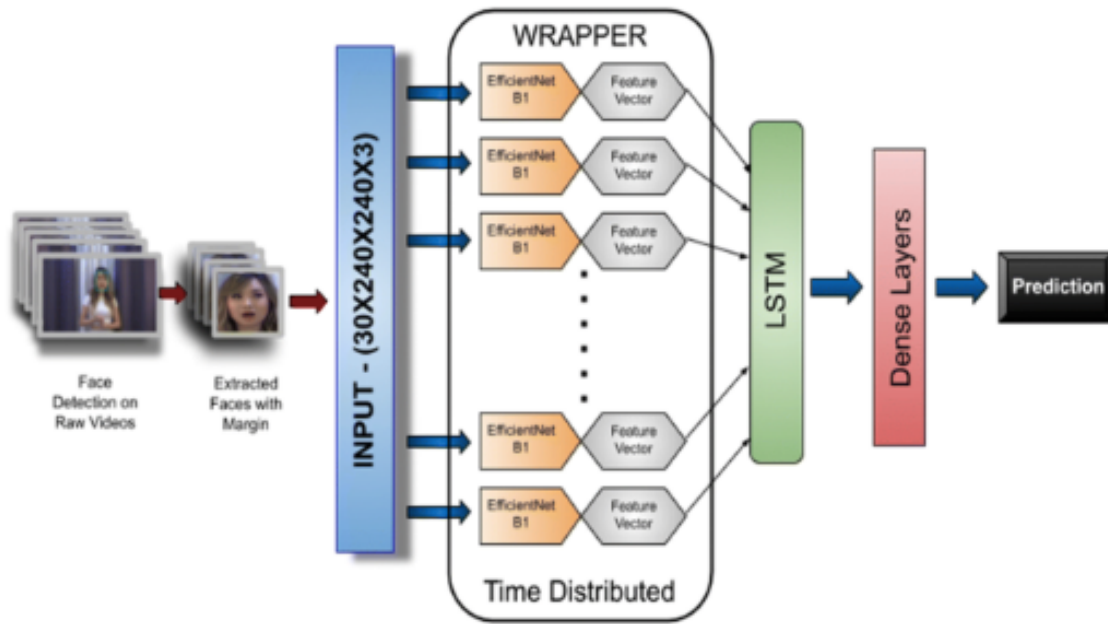 WRAPPER
Face
Detection on
Raw Videos
Extracted
Faces with
Margin
INPUT - (30X240X240X3)
EfficientNet
B1
Feature
Vector
EfficientNet
B1
Feature
Vector
EfficientNet
B1
Feature
Vector
EfficientNet
B1
Feature
Vector
EfficientNet
B1
Feature
Vector
Time Distributed
LSTM
Dense Layers
Prediction